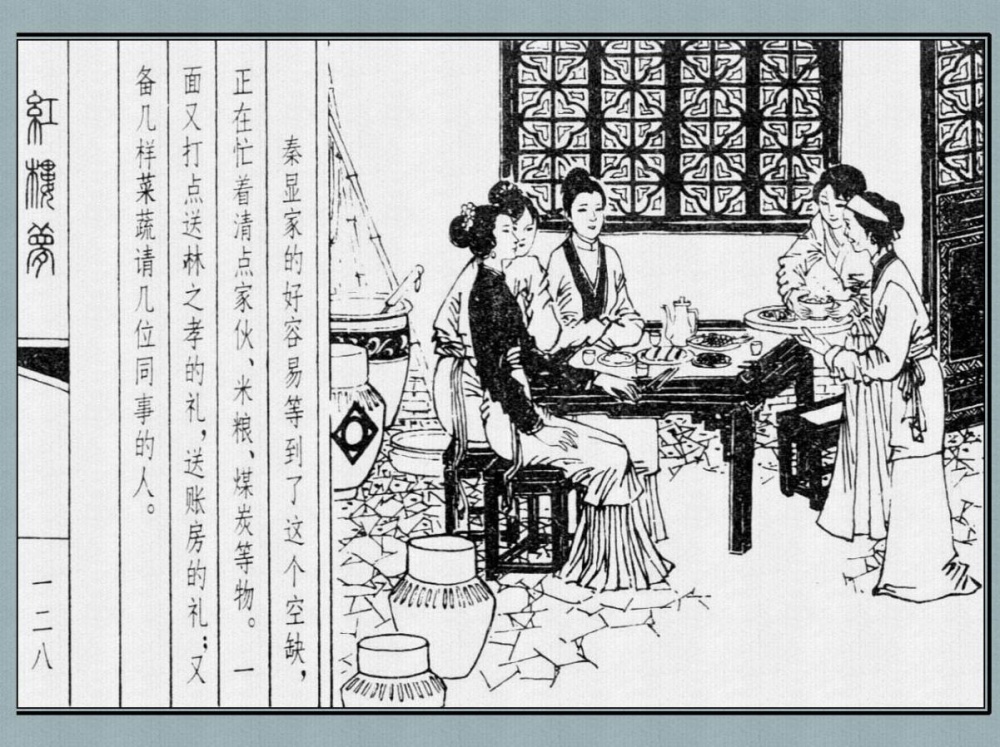 秦显家的好容易等到了这个空缺，
正在忙着清点家伙、米粮、煤炭等物。一
面又打点送林之孝的礼，送账房的礼；又
备几样菜蔬请几位同事的人。
紅樓夢
一二八